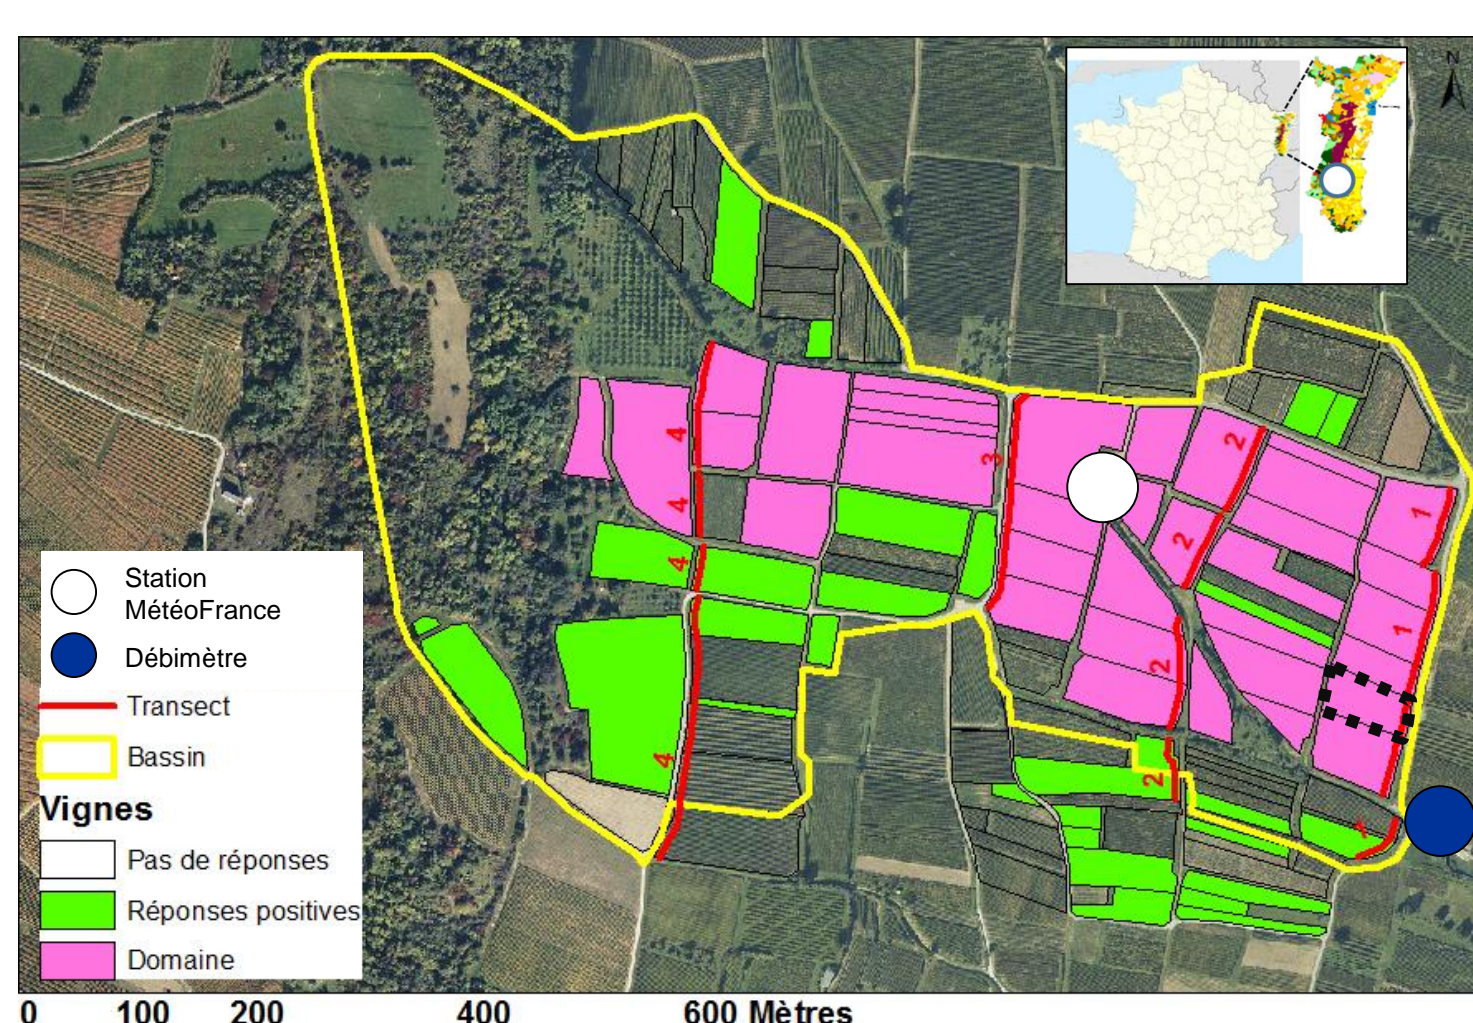 N
4
3
2
1
4
2
4
1
2
4
2
1
Station
MétéoFrance
Débimètre
Transect
Bassin
Vignes
Pas de réponses
Réponses positives
Domaine
0 100 200 400 600 Mètres